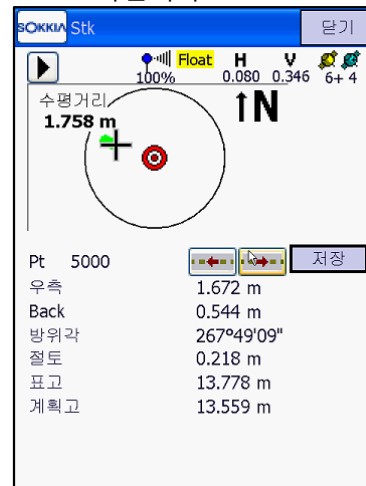 SOKKIA Stk 닫기
Float H V
100% 0.080 0.346 6+ 4
수평거리
1.758 m
N
Pt 5000 저장
우측 1.672 m
Back 0.544 m
방위각 267°49'09"
절토 0.218 m
표고 13.778 m
계획고 13.559 m